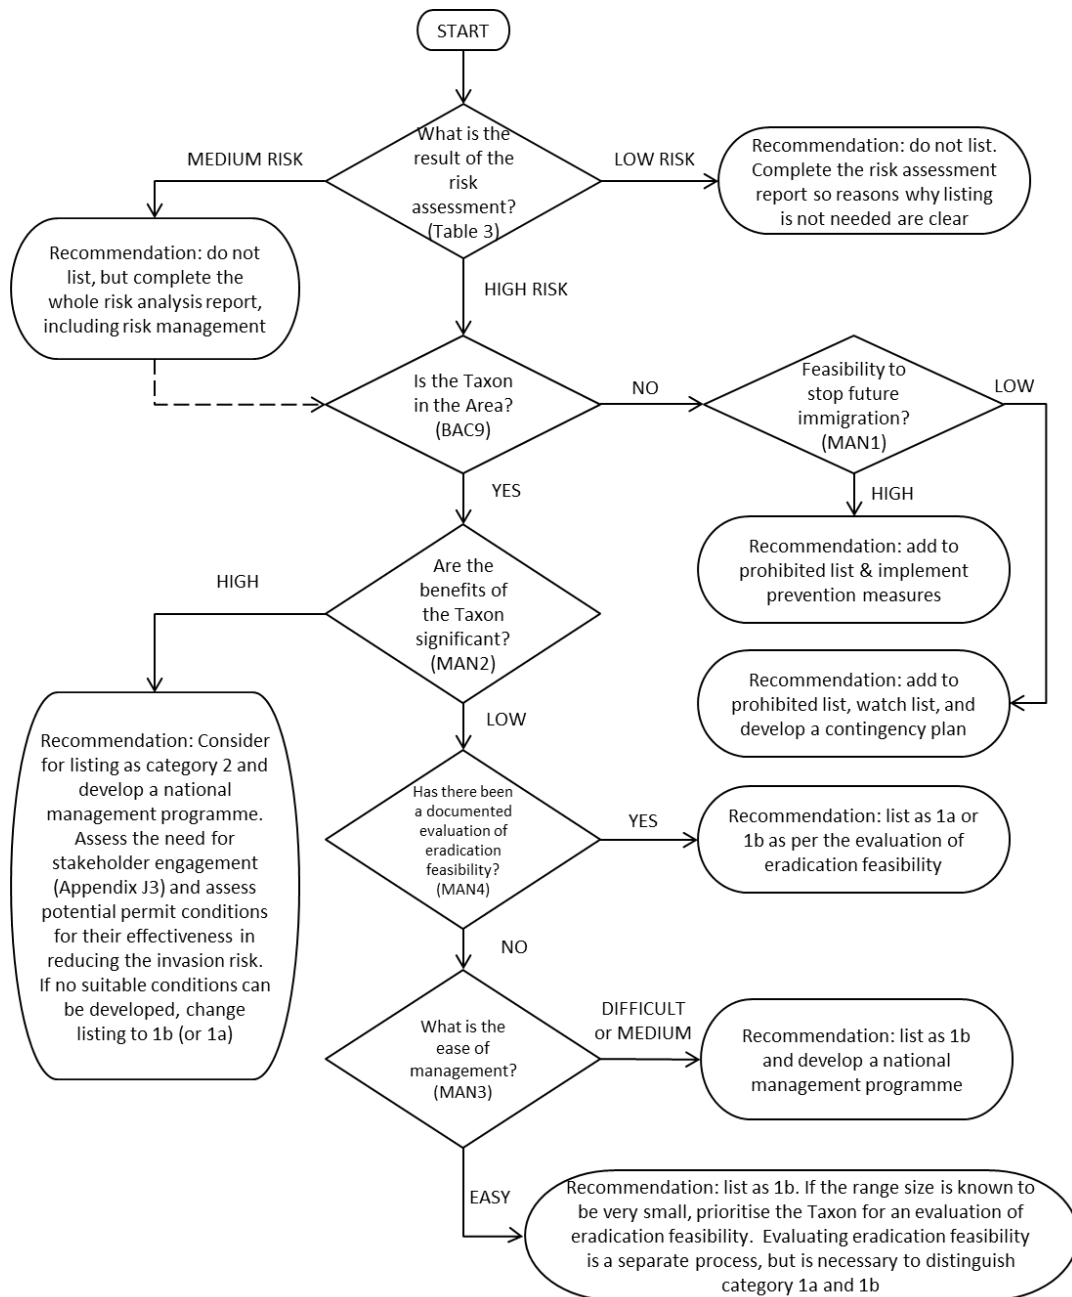 START
What is the
result of the
risk
assessment?
(Table 3)
MEDIUM RISK
LOW RISK
Recommendation: do not list.
Complete the risk assessment
report so reasons why listing
is not needed are clear
Recommendation: do not
list, but complete the
whole risk analysis report,
including risk management
HIGH RISK
Is the Taxon
in the Area?
(BAC9)
NO
Feasibility to
stop future
immigration?
(MAN1)
LOW
HIGH
Recommendation: add to
prohibited list & implement
prevention measures
Recommendation: add to
prohibited list, watch list, and
develop a contingency plan
YES
Are the
benefits of
the Taxon
significant?
(MAN2)
HIGH
Recommendation: Consider
for listing as category 2 and
develop a national
management programme.
Assess the need for
stakeholder engagement
(Appendix J3) and assess
potential permit conditions
for their effectiveness in
reducing the invasion risk.
If no suitable conditions can
be developed, change
listing to 1b (or 1a)
LOW
Has there been
a documented
evaluation of
eradication
feasibility?
(MAN4)
YES
Recommendation: list as 1a or
1b as per the evaluation of
eradication feasibility
NO
What is the
ease of
management?
(MAN3)
DIFFICULT
or MEDIUM
Recommendation: list as 1b
and develop a national
management programme
EASY
Recommendation: list as 1b. If the range size is known to
be very small, prioritise the Taxon for an evaluation of
eradication feasibility.  Evaluating eradication feasibility
is a separate process, but is necessary to distinguish
category 1a and 1b